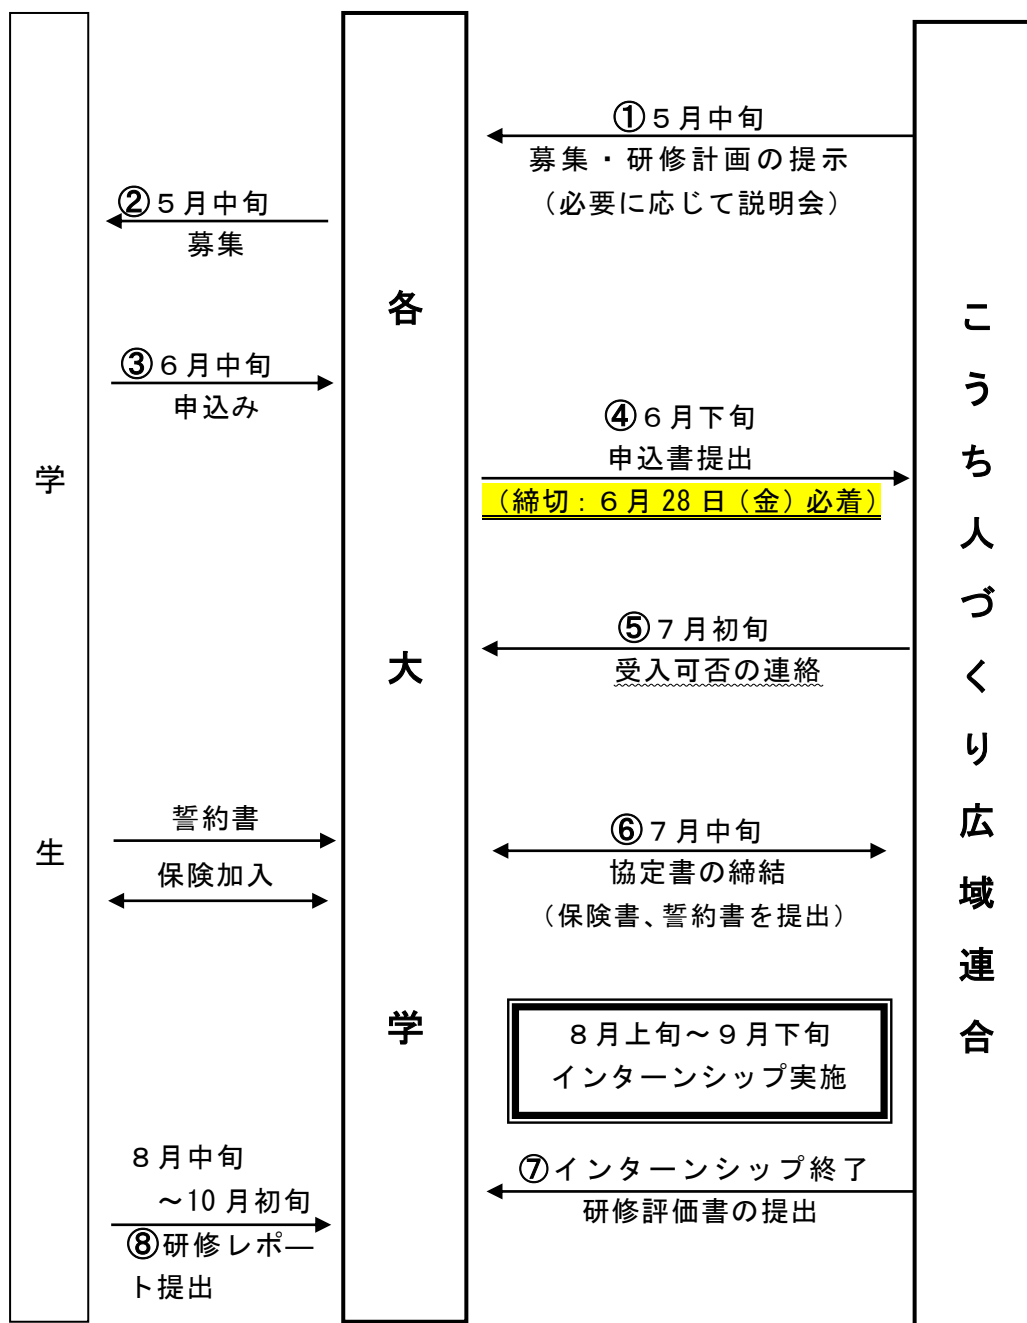 ①５月中旬
募集・研修計画の提示
（必要に応じて説明会）
②５月中旬
募集
③６月中旬
申込み
④６月下旬
申込書提出
（締切：６月28日（金）必着）
⑤７月初旬
受入可否の連絡
誓約書
保険加入
⑥７月中旬
協定書の締結
（保険書、誓約書を提出）
８月上旬～９月下旬
インターンシップ実施
⑦インターンシップ終了
研修評価書の提出
８月中旬
～10月初旬
⑧研修レポ―
ト提出
学生
各大学
こうち人づくり広域連合